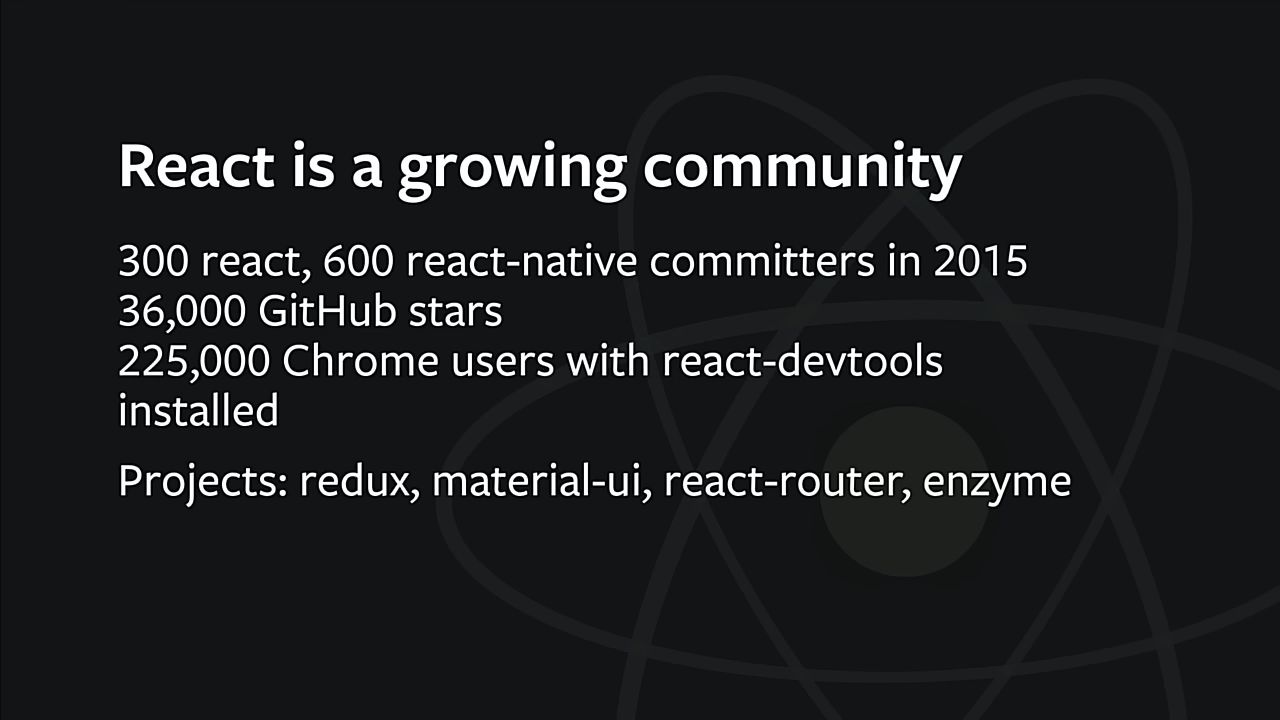 React is a growing community
300 react, 600 react-native committers in 2015
36,000 GitHub stars
225,000 Chrome users with react-devtools
installed
Projects: redux, material-ui, react-router, enzyme